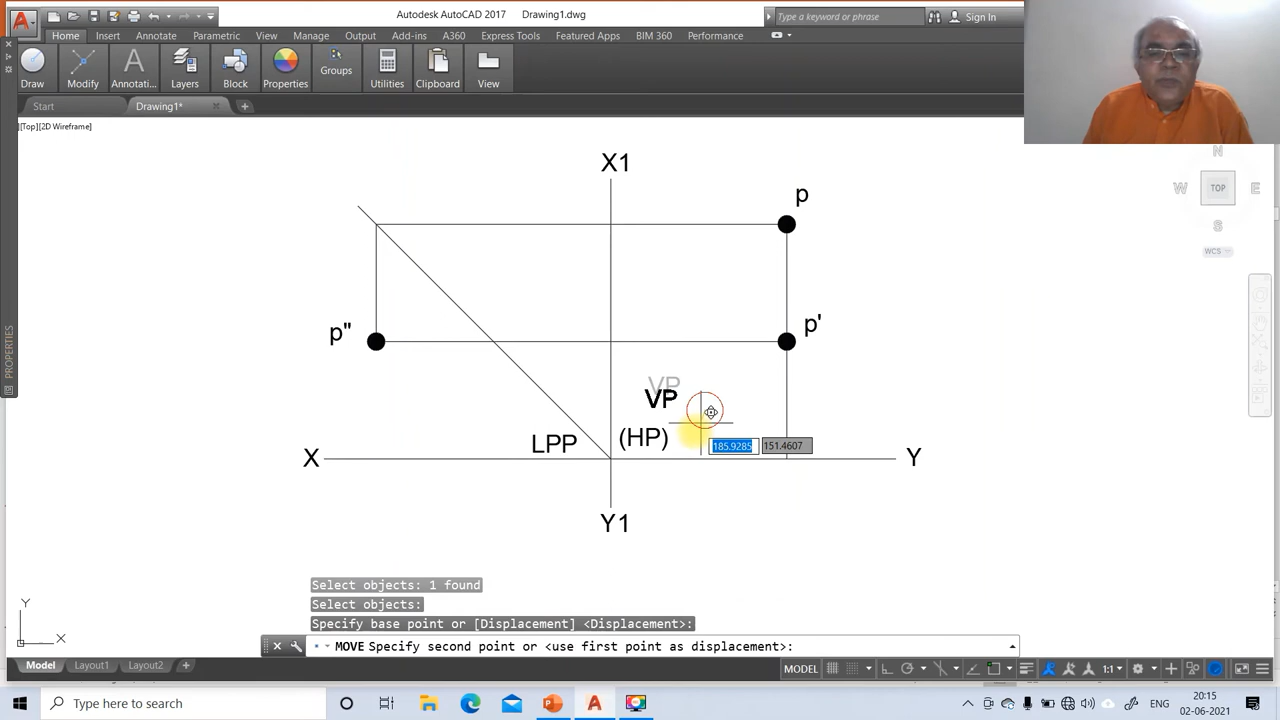 Autodesk AutoCAD 2017 Drawing1.dwg
Type a keyword or phrase
Sign In
Home Insert Annotate Parametric View Manage Output Add-ins A360 Express Tools Featured Apps BIM 360 Performance
Draw Modify Annotati... Layers Block Properties Groups Utilities Clipboard View
Start Drawing1*
][Top][2D Wireframe]
N
W TOP E
S
WCS
X1
p
p"
p'
VP
VP
(HP)
LPP
185.9285 151.4607
X
Y
Y1
PROPERTIES
Select objects: 1 found
Select objects:
Specify base point or [Displacement] <Displacement>:
MOVE Specify second point or <use first point as displacement>:
Y
X
Model Layout1 Layout2
MODEL 1:1
Type here to search
ENG
20:15
02-06-2021